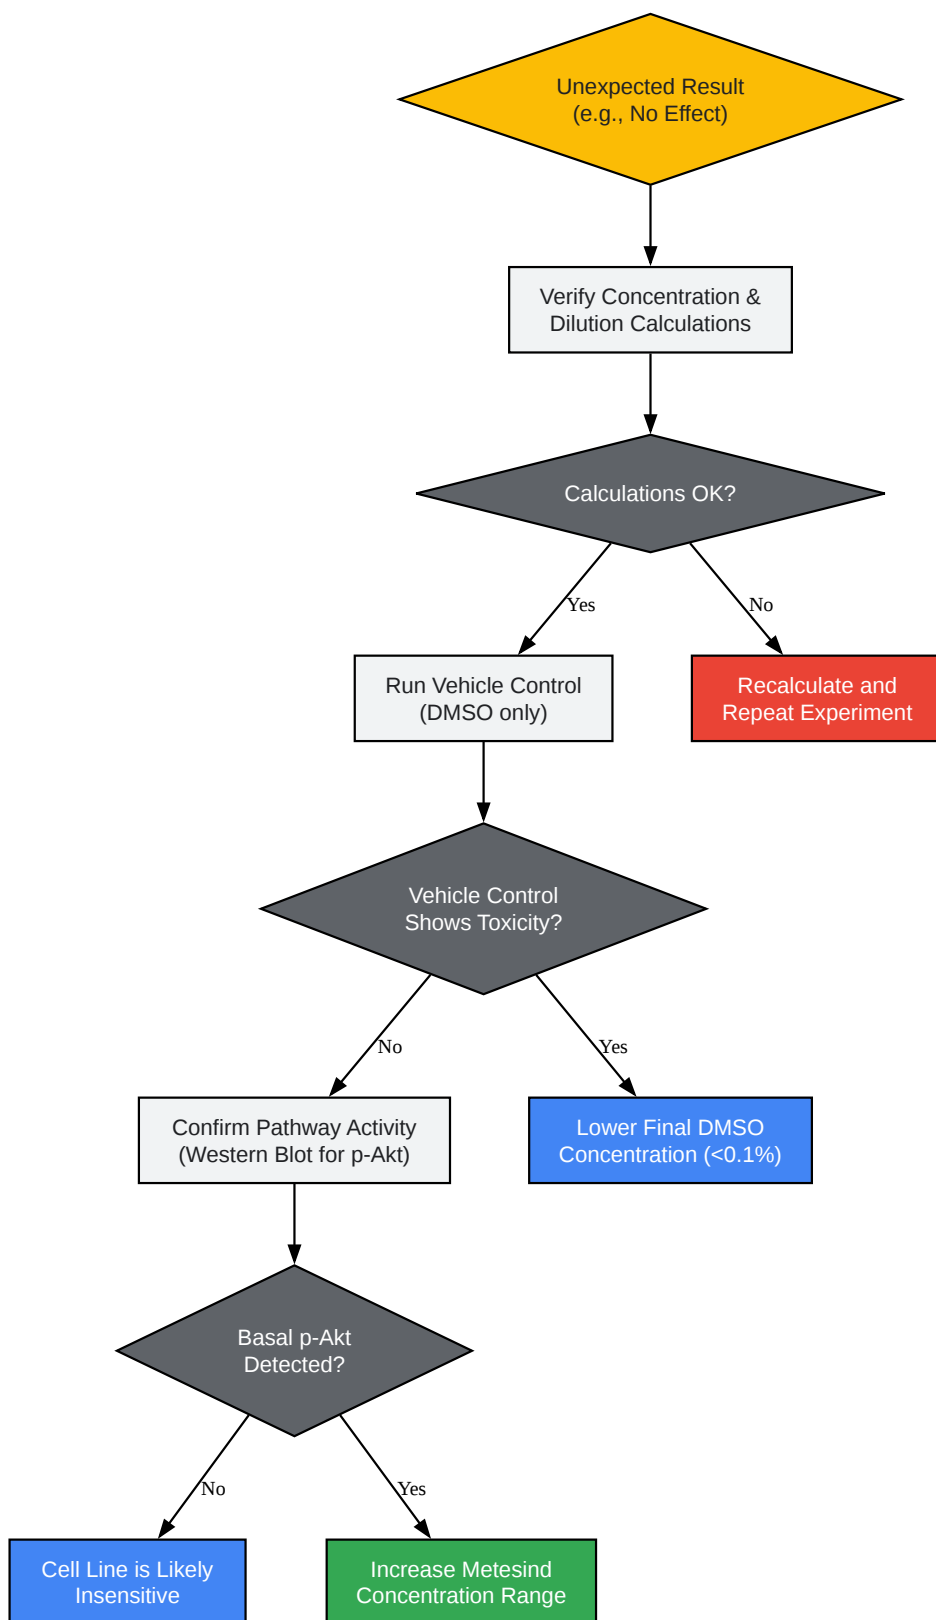 Unexpected Result
(e.g., No Effect)
Verify Concentration &
Dilution Calculations
Calculations OK?
Yes
No
Run Vehicle Control
(DMSO only)
Recalculate and
Repeat Experiment
Vehicle Control
Shows Toxicity?
No
Yes
Confirm Pathway Activity
(Western Blot for p-Akt)
Lower Final DMSO
Concentration (<0.1%)
Basal p-Akt
Detected?
No
Yes
Cell Line is Likely
Insensitive
Increase Metesind
Concentration Range